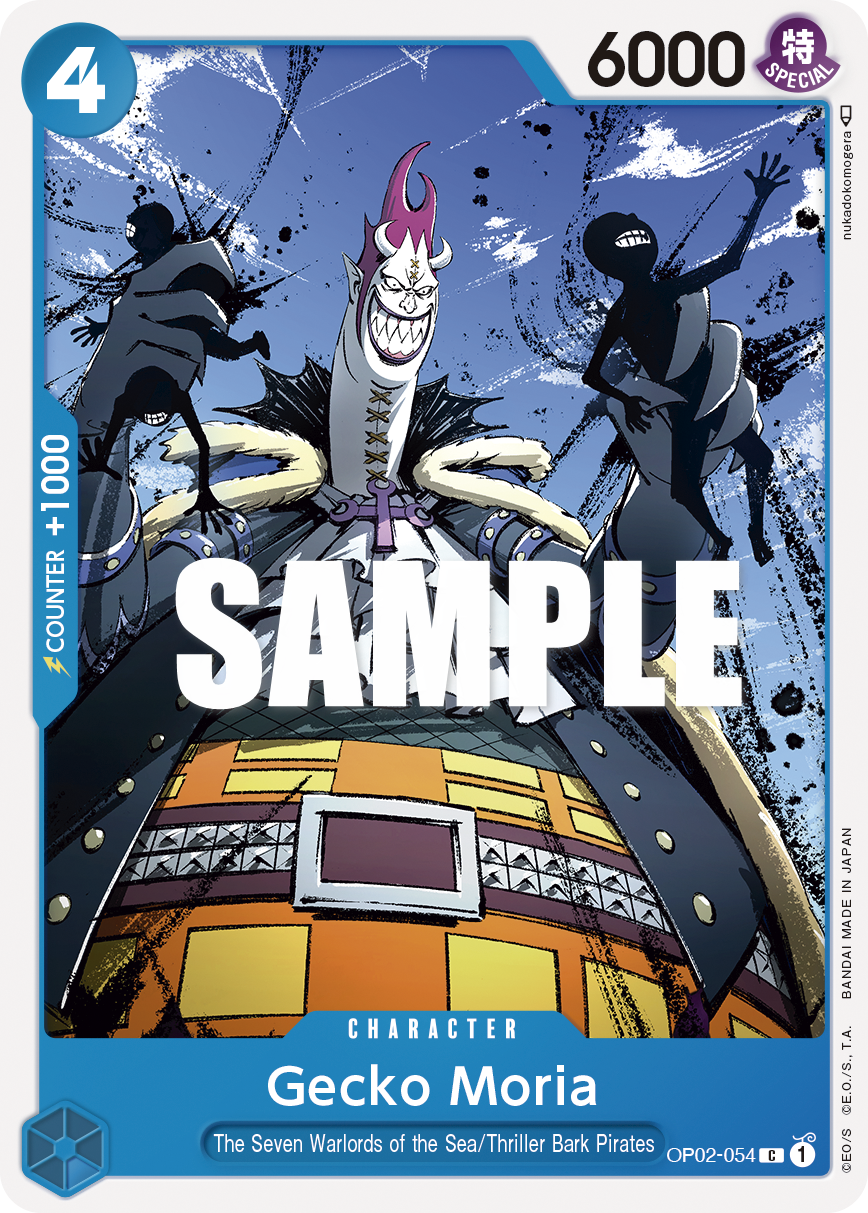 4
6000
特
SPECIAL
nukadokomogera
COUNTER +1000
SAMPLE
CHARACTER
Gecko Moria
The Seven Warlords of the Sea/Thriller Bark Pirates
OP02-054 C 1
©EO/S ©E.O./S., T.A. BANDAI MADE IN JAPAN